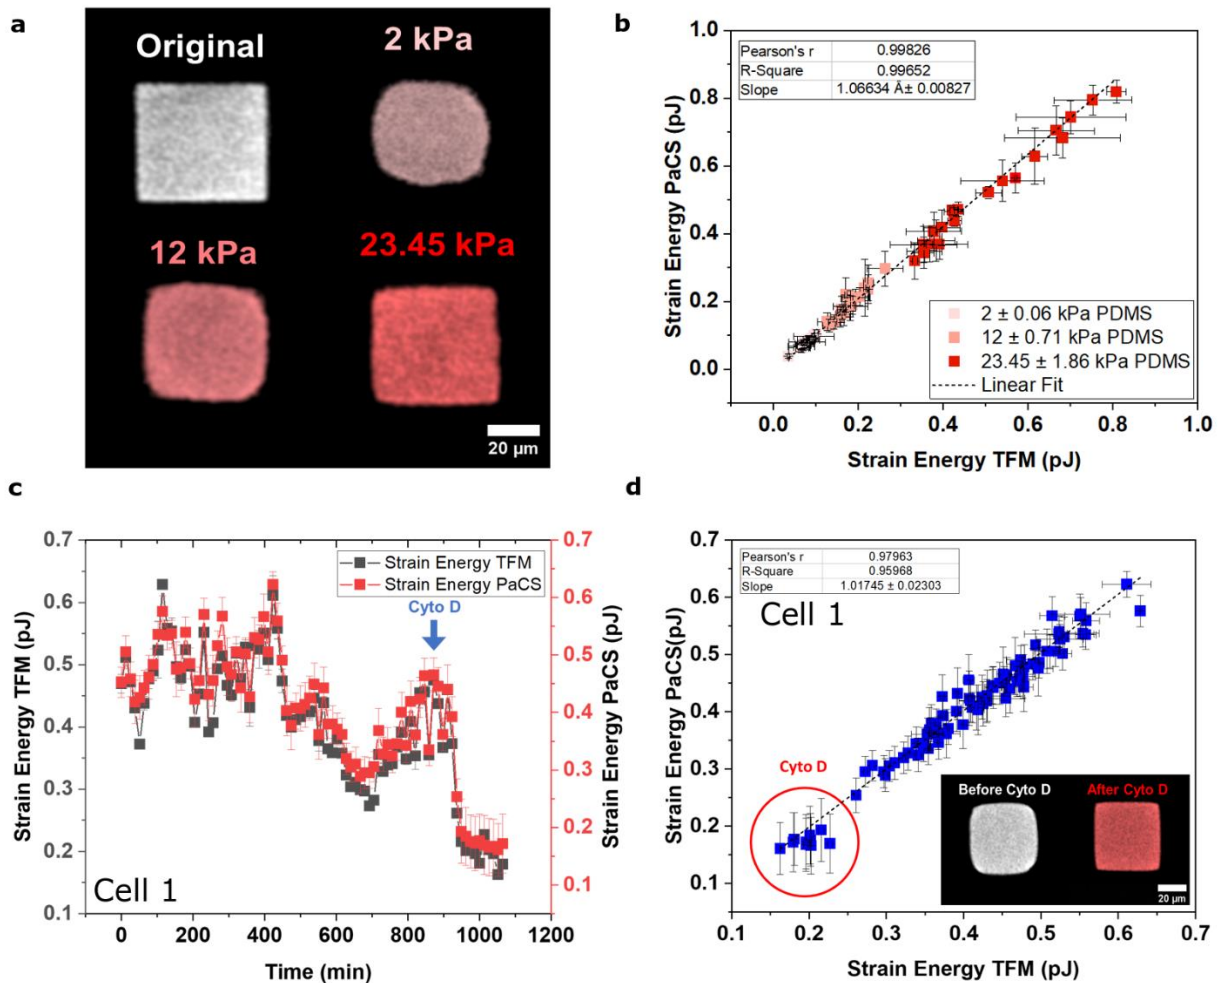 a
Original
2 kPa
12 kPa
23.45 kPa
20 µm
b
Pearson's r 0.99826
R-Square 0.99652
Slope 1.06634 Â± 0.00827
1.0
0.8
0.6
0.4
0.2
0.0
Strain Energy PaCS (pJ)
2 ± 0.06 kPa PDMS
12 ± 0.71 kPa PDMS
23.45 ± 1.86 kPa PDMS
Linear Fit
0.0 0.2 0.4 0.6 0.8 1.0
Strain Energy TFM (pJ)
c
0.7
0.6
0.5
0.4
0.3
0.2
0.1
Strain Energy TFM (pJ)
Strain Energy TFM
Strain Energy PaCS
Cyto D
Cell 1
0.7
0.6
0.5
0.4
0.3
0.2
0.1
Strain Energy PaCS (pJ)
0 200 400 600 800 1000 1200
Time (min)
d
Pearson's r 0.97963
R-Square 0.95968
Slope 1.01745 ± 0.02303
Cell 1
0.7
0.6
0.5
0.4
0.3
0.2
0.1
Strain Energy PaCS(pJ)
Cyto D
Before Cyto D
After Cyto D
20 µm
0.1 0.2 0.3 0.4 0.5 0.6 0.7
Strain Energy TFM (pJ)